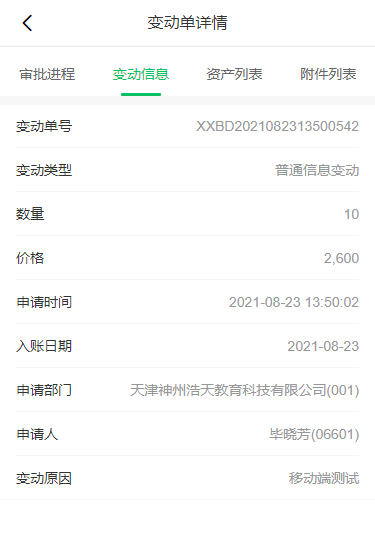 变动单详情
审批进程 变动信息 资产列表 附件列表
变动单号 XXBD2021082313500542
变动类型 普通信息变动
数量 10
价格 2,600
申请时间 2021-08-23 13:50:02
入账日期 2021-08-23
申请部门 天津神州浩天教育科技有限公司(001)
申请人 毕晓芳(06601)
变动原因 移动端测试